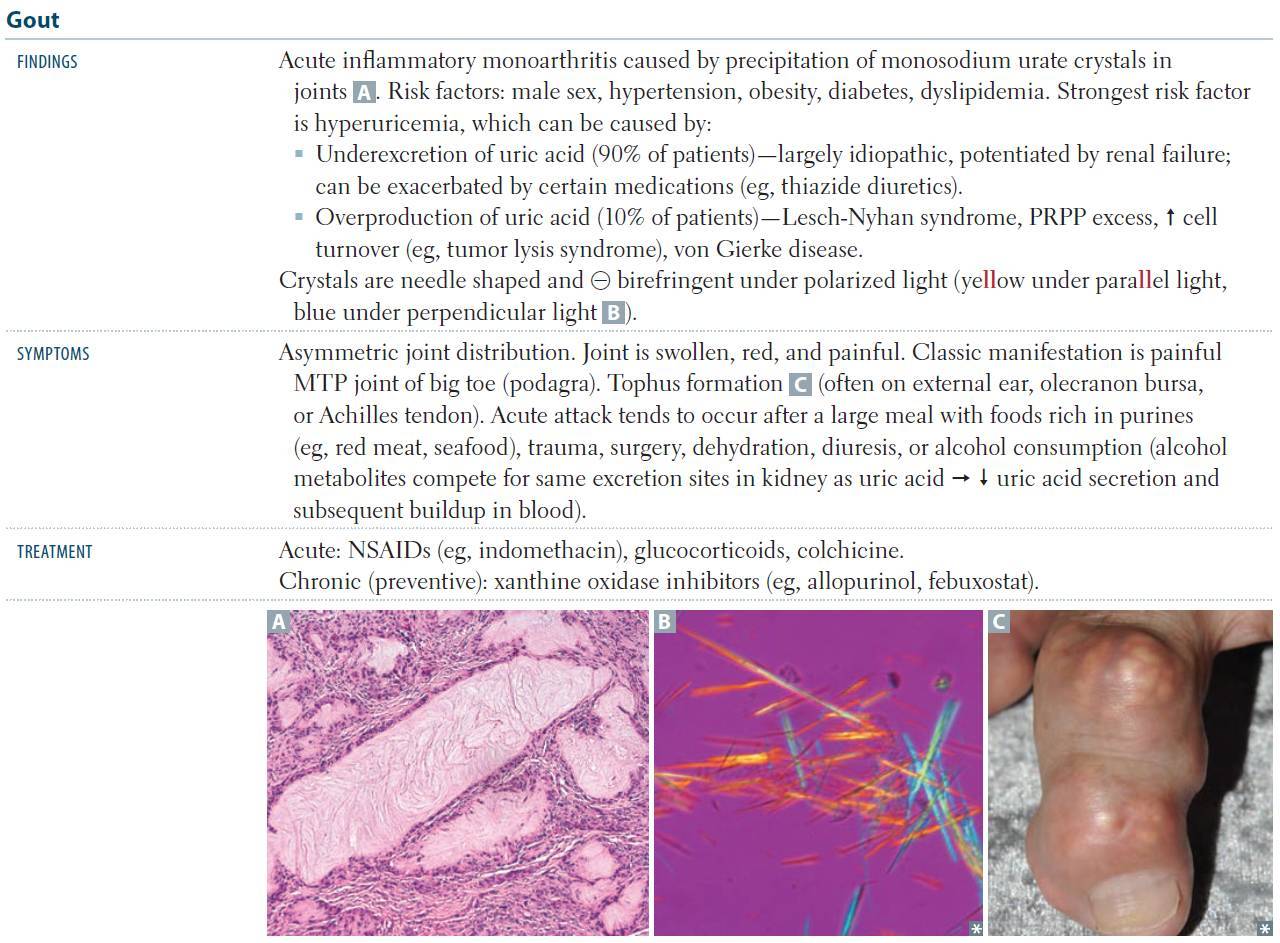 Gout
FINDINGS
Acute inflammatory monoarthritis caused by precipitation of monosodium urate crystals in
joints A. Risk factors: male sex, hypertension, obesity, diabetes, dyslipidemia. Strongest risk factor
is hyperuricemia, which can be caused by:
▪ Underexcretion of uric acid (90% of patients)—largely idiopathic, potentiated by renal failure;
can be exacerbated by certain medications (eg, thiazide diuretics).
▪ Overproduction of uric acid (10% of patients)—Lesch-Nyhan syndrome, PRPP excess, ↑ cell
turnover (eg, tumor lysis syndrome), von Gierke disease.
Crystals are needle shaped and ⊖ birefringent under polarized light (yellow under parallel light,
blue under perpendicular light B).
SYMPTOMS
Asymmetric joint distribution. Joint is swollen, red, and painful. Classic manifestation is painful
MTP joint of big toe (podagra). Tophus formation C (often on external ear, olecranon bursa,
or Achilles tendon). Acute attack tends to occur after a large meal with foods rich in purines
(eg, red meat, seafood), trauma, surgery, dehydration, diuresis, or alcohol consumption (alcohol
metabolites compete for same excretion sites in kidney as uric acid → ↓ uric acid secretion and
subsequent buildup in blood).
TREATMENT
Acute: NSAIDs (eg, indomethacin), glucocorticoids, colchicine.
Chronic (preventive): xanthine oxidase inhibitors (eg, allopurinol, febuxostat).
A
B
C
*
*